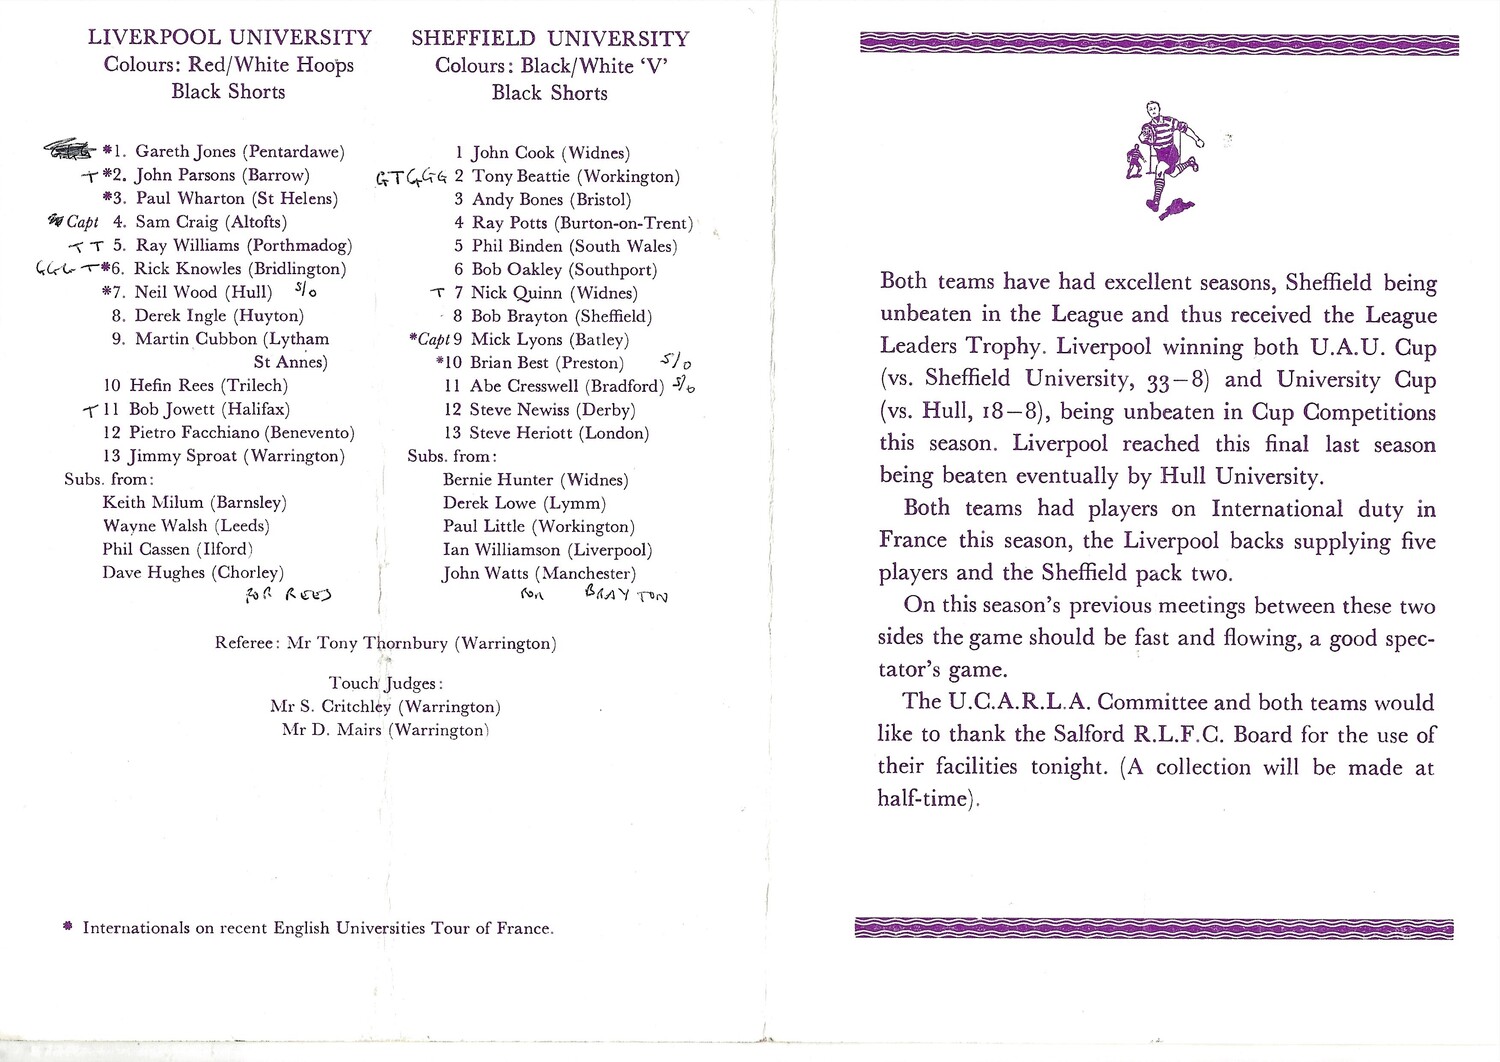 LIVERPOOL UNIVERSITY
Colours: Red/White Hoops
Black Shorts
*1. Gareth Jones (Pentardawe)
T *2. John Parsons (Barrow)
*3. Paul Wharton (St Helens)
Capt 4. Sam Craig (Altofts)
T T 5. Ray Williams (Porthmadog)
GGG T *6. Rick Knowles (Bridlington)
*7. Neil Wood (Hull) S/o
8. Derek Ingle (Huyton)
9. Martin Cubbon (Lytham
St Annes)
10 Hefin Rees (Trilech)
T 11 Bob Jowett (Halifax)
12 Pietro Facchiano (Benevento)
13 Jimmy Sproat (Warrington)
Subs. from:
Keith Milum (Barnsley)
Wayne Walsh (Leeds)
Phil Cassen (Ilford)
Dave Hughes (Chorley)
FOR REES
SHEFFIELD UNIVERSITY
Colours: Black/White ‘V’
Black Shorts
1 John Cook (Widnes)
GTGGG 2 Tony Beattie (Workington)
3 Andy Bones (Bristol)
4 Ray Potts (Burton-on-Trent)
5 Phil Binden (South Wales)
6 Bob Oakley (Southport)
T 7 Nick Quinn (Widnes)
8 Bob Brayton (Sheffield)
*Capt 9 Mick Lyons (Batley)
*10 Brian Best (Preston) S/o
11 Abe Cresswell (Bradford) S/o
12 Steve Newiss (Derby)
13 Steve Heriott (London)
Subs. from:
Bernie Hunter (Widnes)
Derek Lowe (Lymm)
Paul Little (Workington)
Ian Williamson (Liverpool)
John Watts (Manchester)
FOR BRAYTON
Referee: Mr Tony Thornbury (Warrington)
Touch Judges:
Mr S. Critchley (Warrington)
Mr D. Mairs (Warrington)
* Internationals on recent English Universities Tour of France.
Both teams have had excellent seasons, Sheffield being
unbeaten in the League and thus received the League
Leaders Trophy. Liverpool winning both U.A.U. Cup
(vs. Sheffield University, 33–8) and University Cup
(vs. Hull, 18–8), being unbeaten in Cup Competitions
this season. Liverpool reached this final last season
being beaten eventually by Hull University.
Both teams had players on International duty in
France this season, the Liverpool backs supplying five
players and the Sheffield pack two.
On this season’s previous meetings between these two
sides the game should be fast and flowing, a good spec-
tator’s game.
The U.C.A.R.L.A. Committee and both teams would
like to thank the Salford R.L.F.C. Board for the use of
their facilities tonight. (A collection will be made at
half-time).